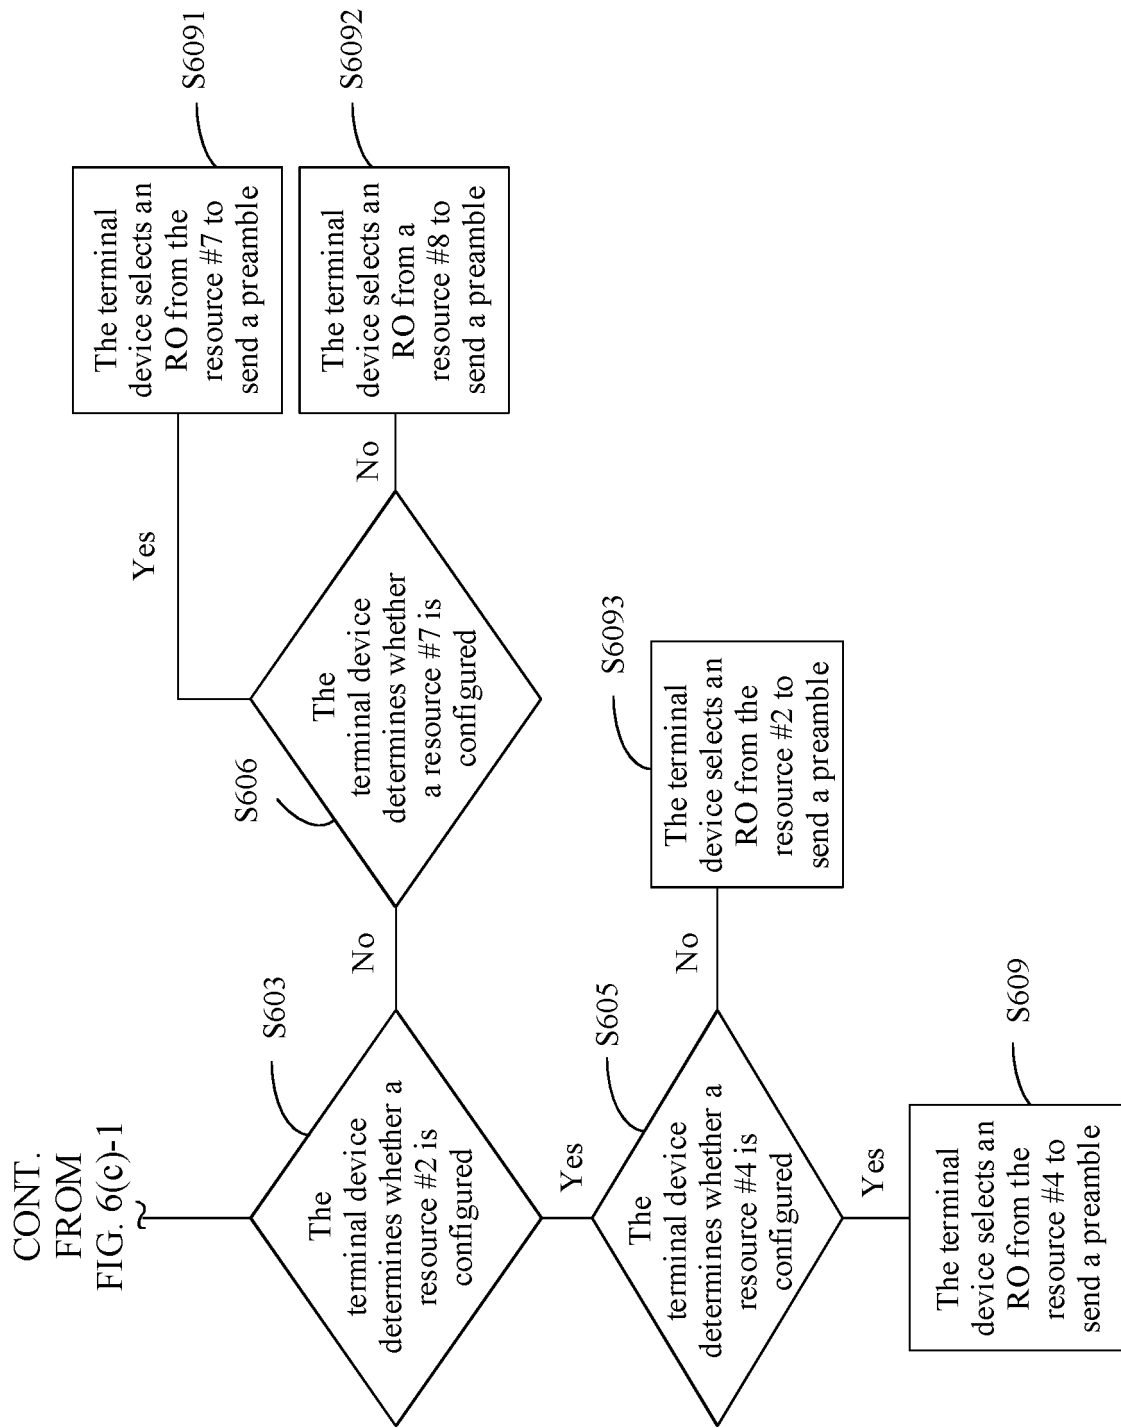 CONT.
FROM
FIG. 6(c)-1
S603
The
terminal device
determines whether a
resource #2 is
configured
No
S606
The
terminal device
determines whether
a resource #7 is
configured
Yes
The terminal
device selects an
RO from the
resource #7 to
send a preamble
S6091
No
The terminal
device selects an
RO from a
resource #8 to
send a preamble
S6092
Yes
S605
The
terminal device
determines whether a
resource #4 is
configured
No
The terminal
device selects an
RO from the
resource #2 to
send a preamble
S6093
Yes
The terminal
device selects an
RO from the
resource #4 to
send a preamble
S609